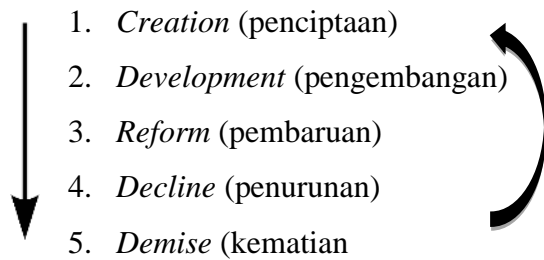 1. Creation (penciptaan)
2. Development (pengembangan)
3. Reform (pembaruan)
4. Decline (penurunan)
5. Demise (kematian